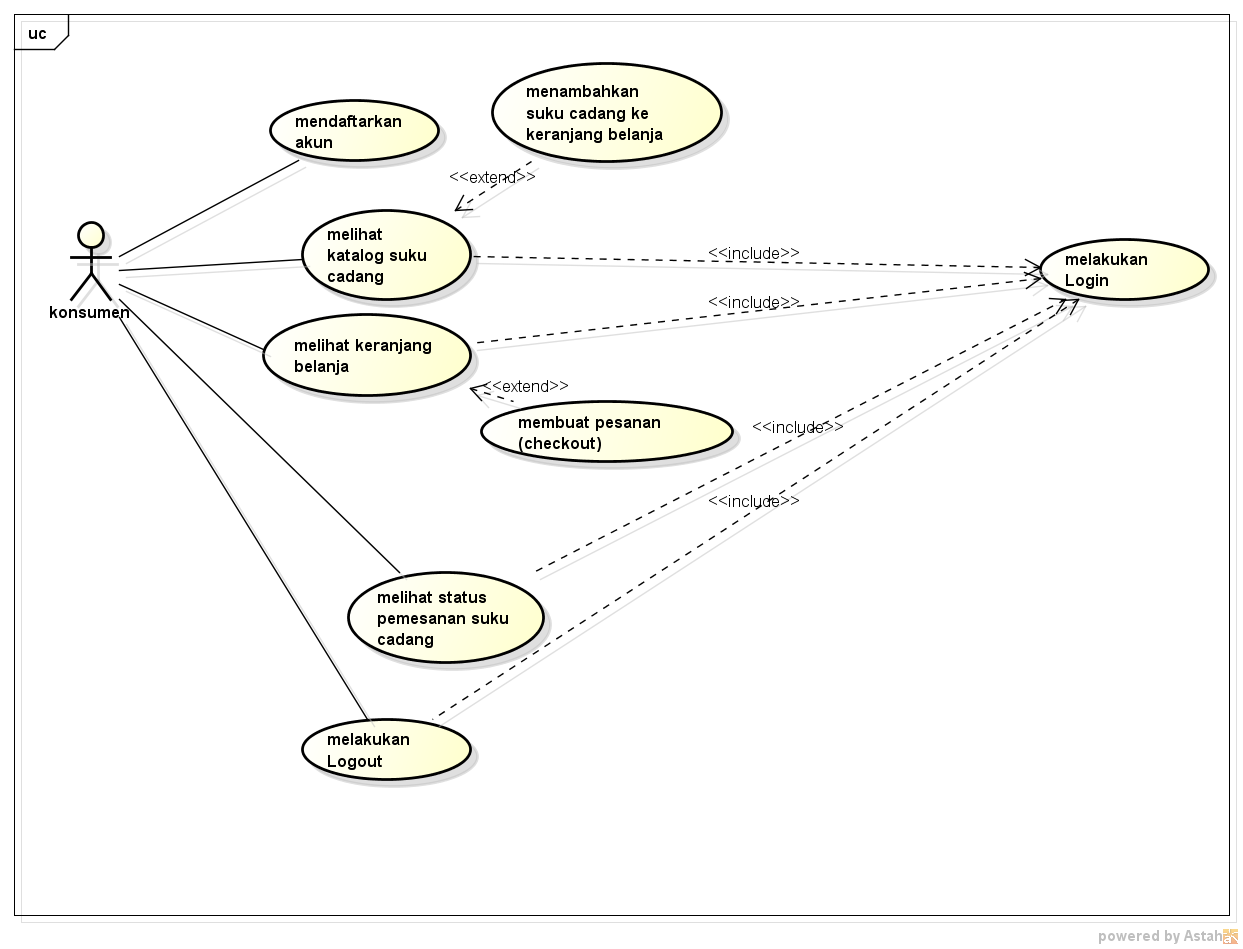 uc
menambahkan
suku cadang ke
keranjang belanja
mendaftarkan
akun
<<extend>>
melihat
katalog suku
cadang
<<include>>
melakukan
Login
konsumen
<<include>>
melihat keranjang
belanja
<<extend>>
membuat pesanan
(checkout)
<<include>>
<<include>>
melihat status
pemesanan suku
cadang
melakukan
Logout
powered by Astah